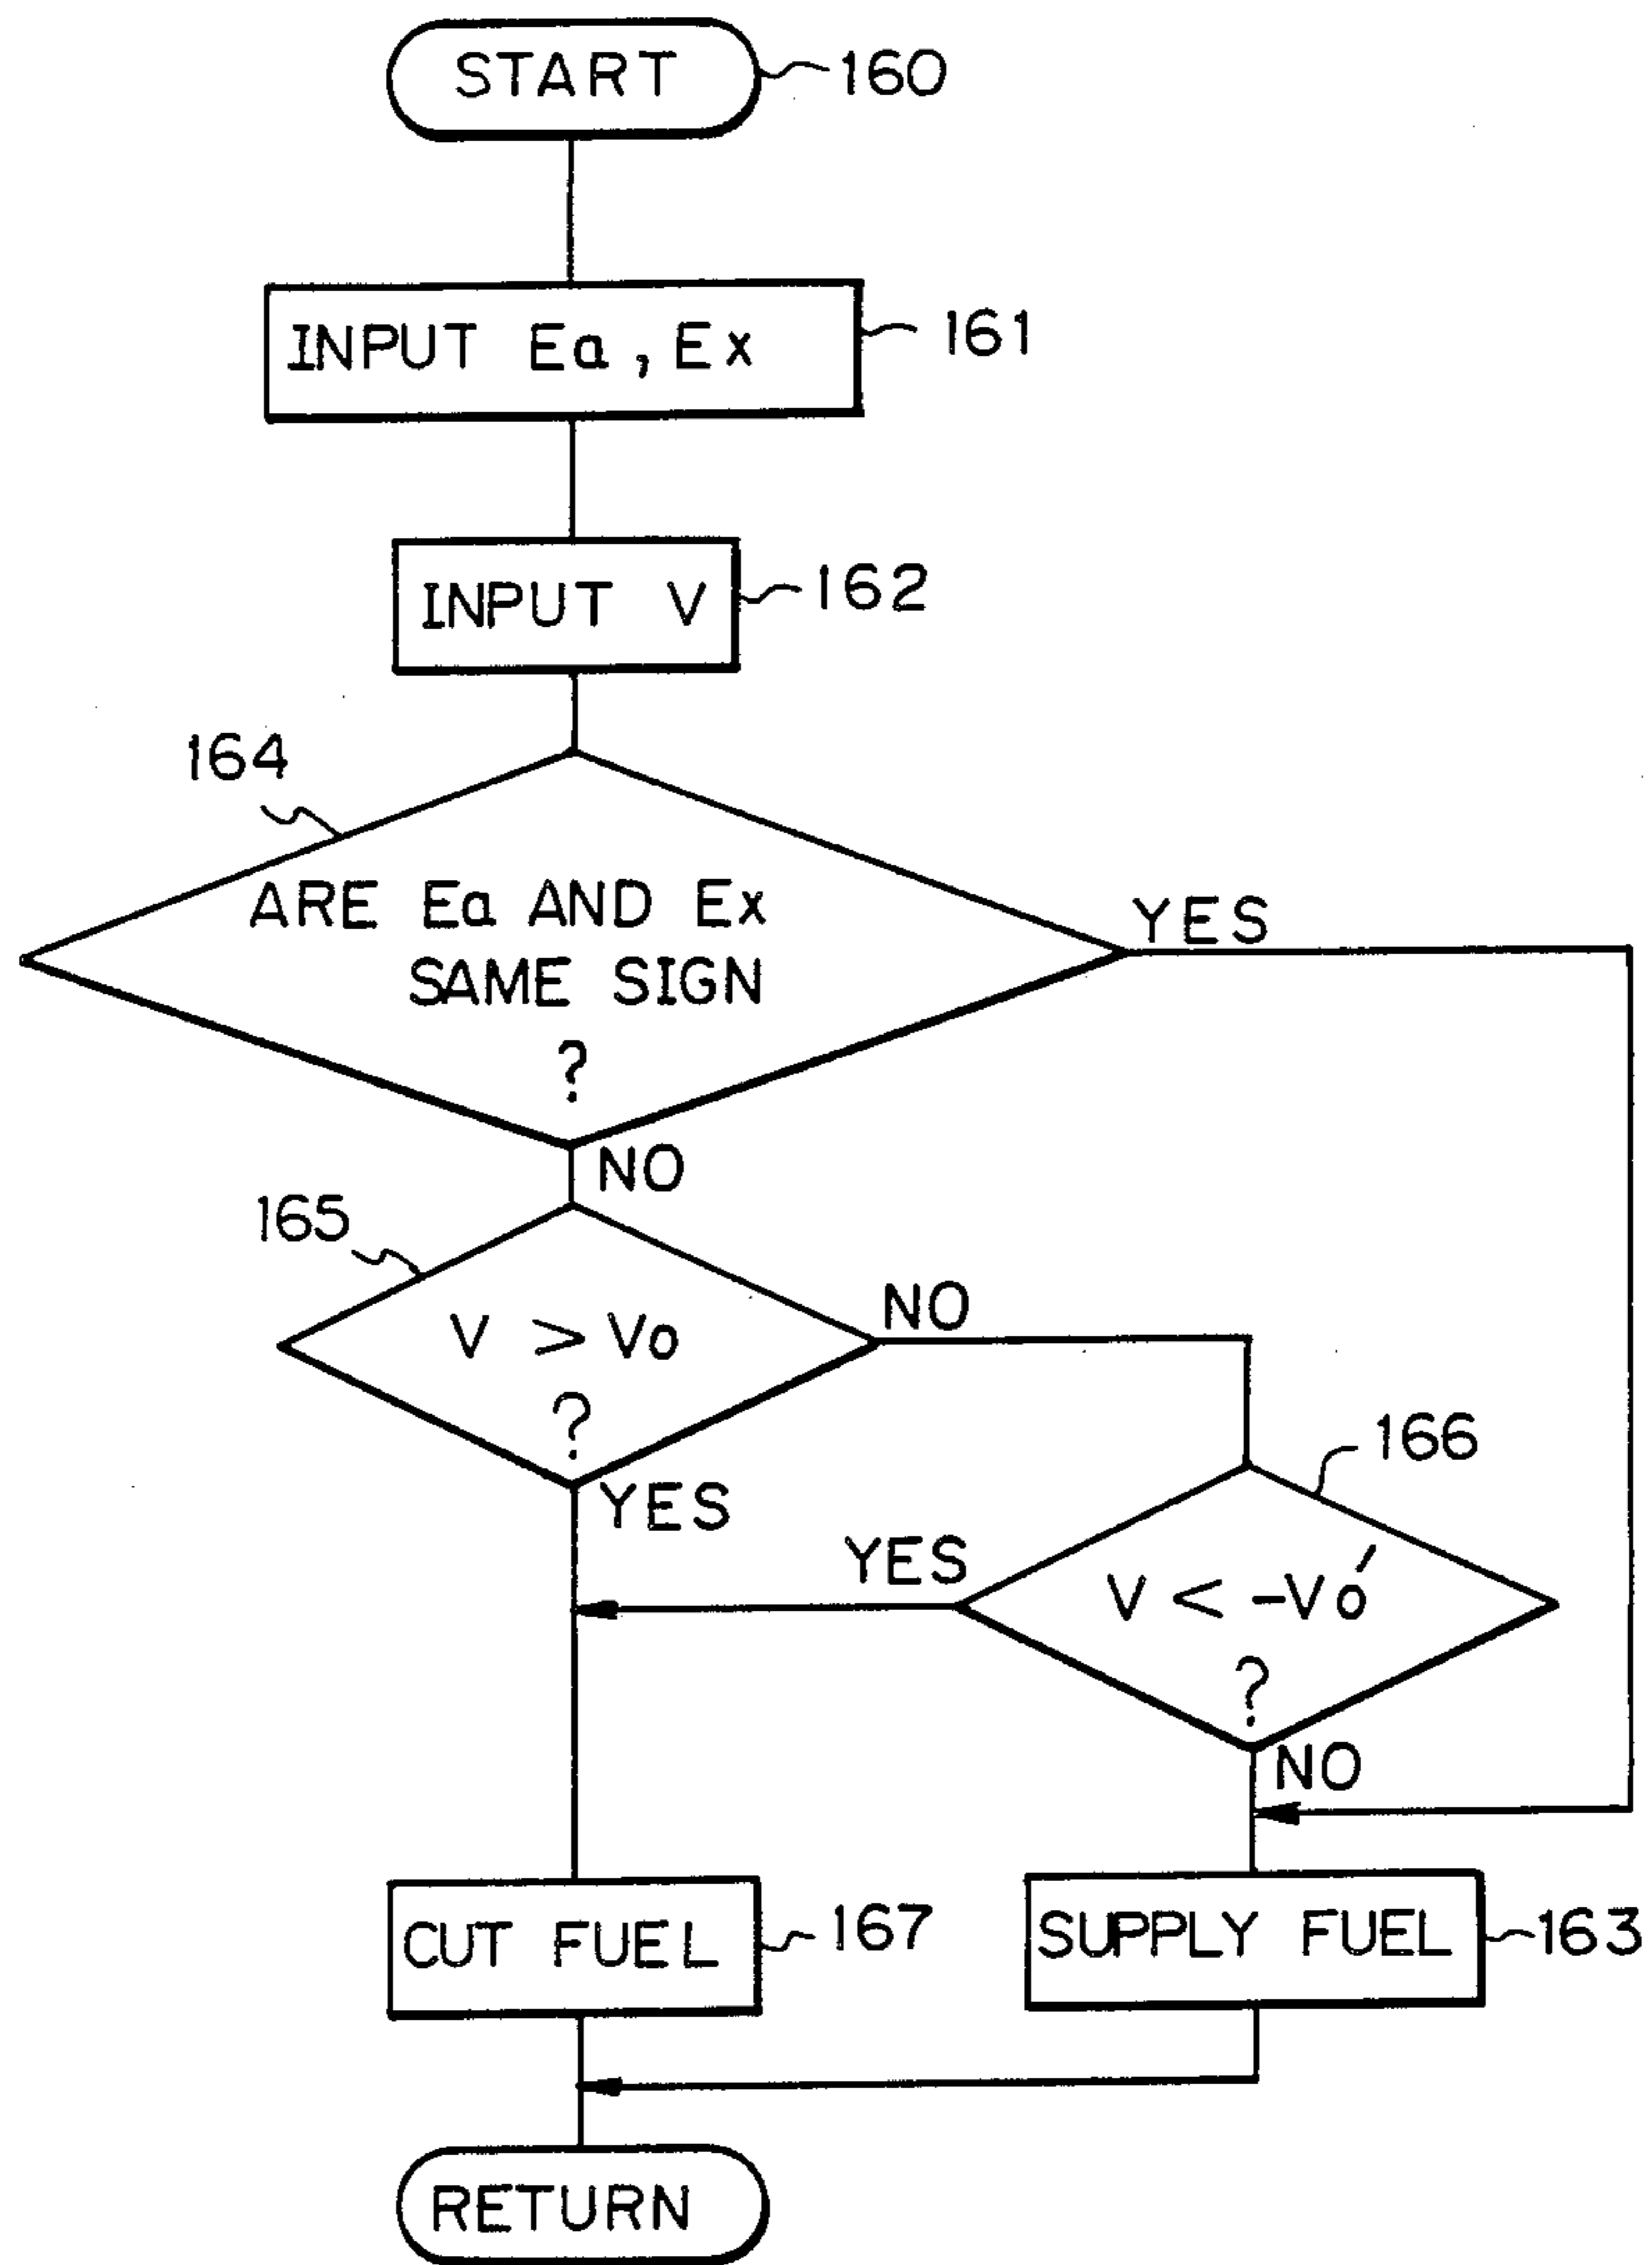 START
160
INPUT Ea, Ex
161
INPUT V
162
164
ARE Ea AND Ex
SAME SIGN
?
YES
NO
165
V > Vo
?
NO
YES
166
YES
V < -Vo′
?
NO
CUT FUEL
167
SUPPLY FUEL
163
RETURN